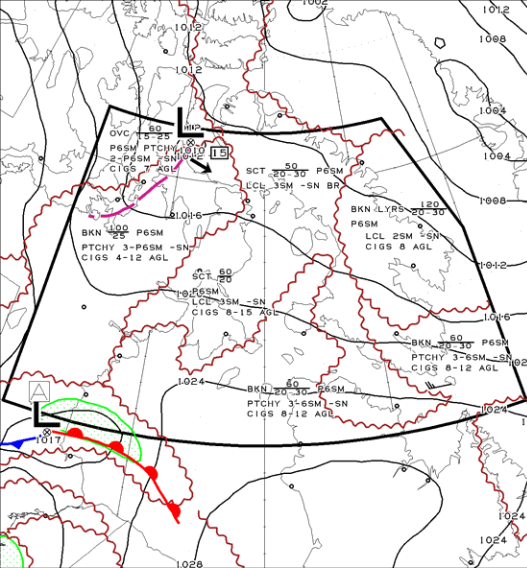 1002
1012
1012
1008
1012
1008
1004
1004
1008
OVC 60
15-25
P6SM PTCHY
2-P6SM -SN
CIGS 7 AGL
1010
15
SCT 50 P6SM
20-30
LCL 3SM -SN BR
BKN LYRS 120
20-30
P6SM
LCL 2SM -SN
CIGS 8 AGL
1016
BKN 100 P6SM
25
PTCHY 3-P6SM -SN
CIGS 4-12 AGL
1012
SCT 60
20
P6SM
LCL 3SM -SN
CIGS 8-15 AGL
1016
BKN 60 P6SM
20-30
PTCHY 3-6SM -SN
CIGS 8-12 AGL
1024
BKN 60 P6SM
20-30
PTCHY 3-6SM -SN
CIGS 8-12 AGL
1024
L
1017
1024
1024
1028